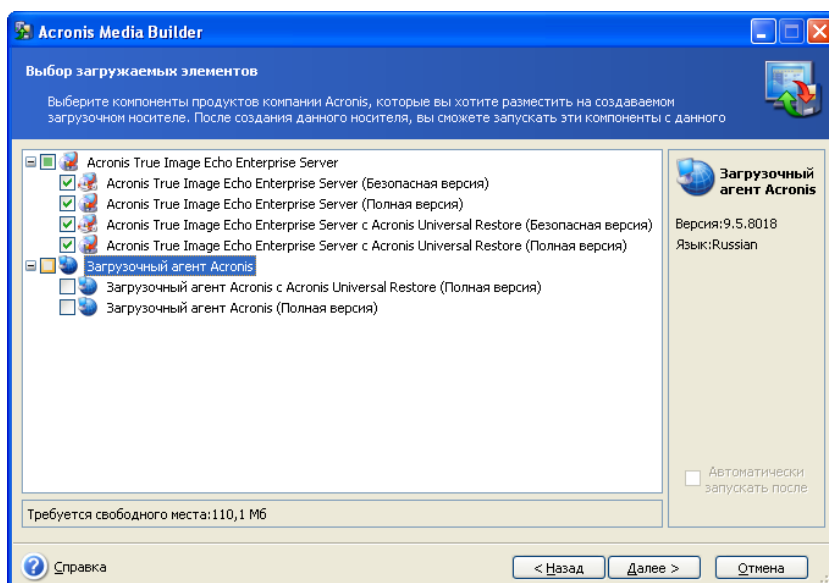 Acronis Media Builder
Выбор загружаемых элементов
Выберите компоненты продуктов компании Acronis, которые вы хотите разместить на создаваемом
загрузочном носителе. После создания данного носителя, вы сможете запускать эти компоненты с данного
Acronis True Image Echo Enterprise Server
Acronis True Image Echo Enterprise Server (Безопасная версия)
Acronis True Image Echo Enterprise Server (Полная версия)
Acronis True Image Echo Enterprise Server с Acronis Universal Restore (Безопасная версия)
Acronis True Image Echo Enterprise Server с Acronis Universal Restore (Полная версия)
Загрузочный агент Acronis
Загрузочный агент Acronis с Acronis Universal Restore (Полная версия)
Загрузочный агент Acronis (Полная версия)
Загрузочный
агент Acronis
Версия:9.5.8018
Язык:Russian
Автоматически
запускать после
Требуется свободного места:110,1 Мб
Справка
< Назад
Далее >
Отмена